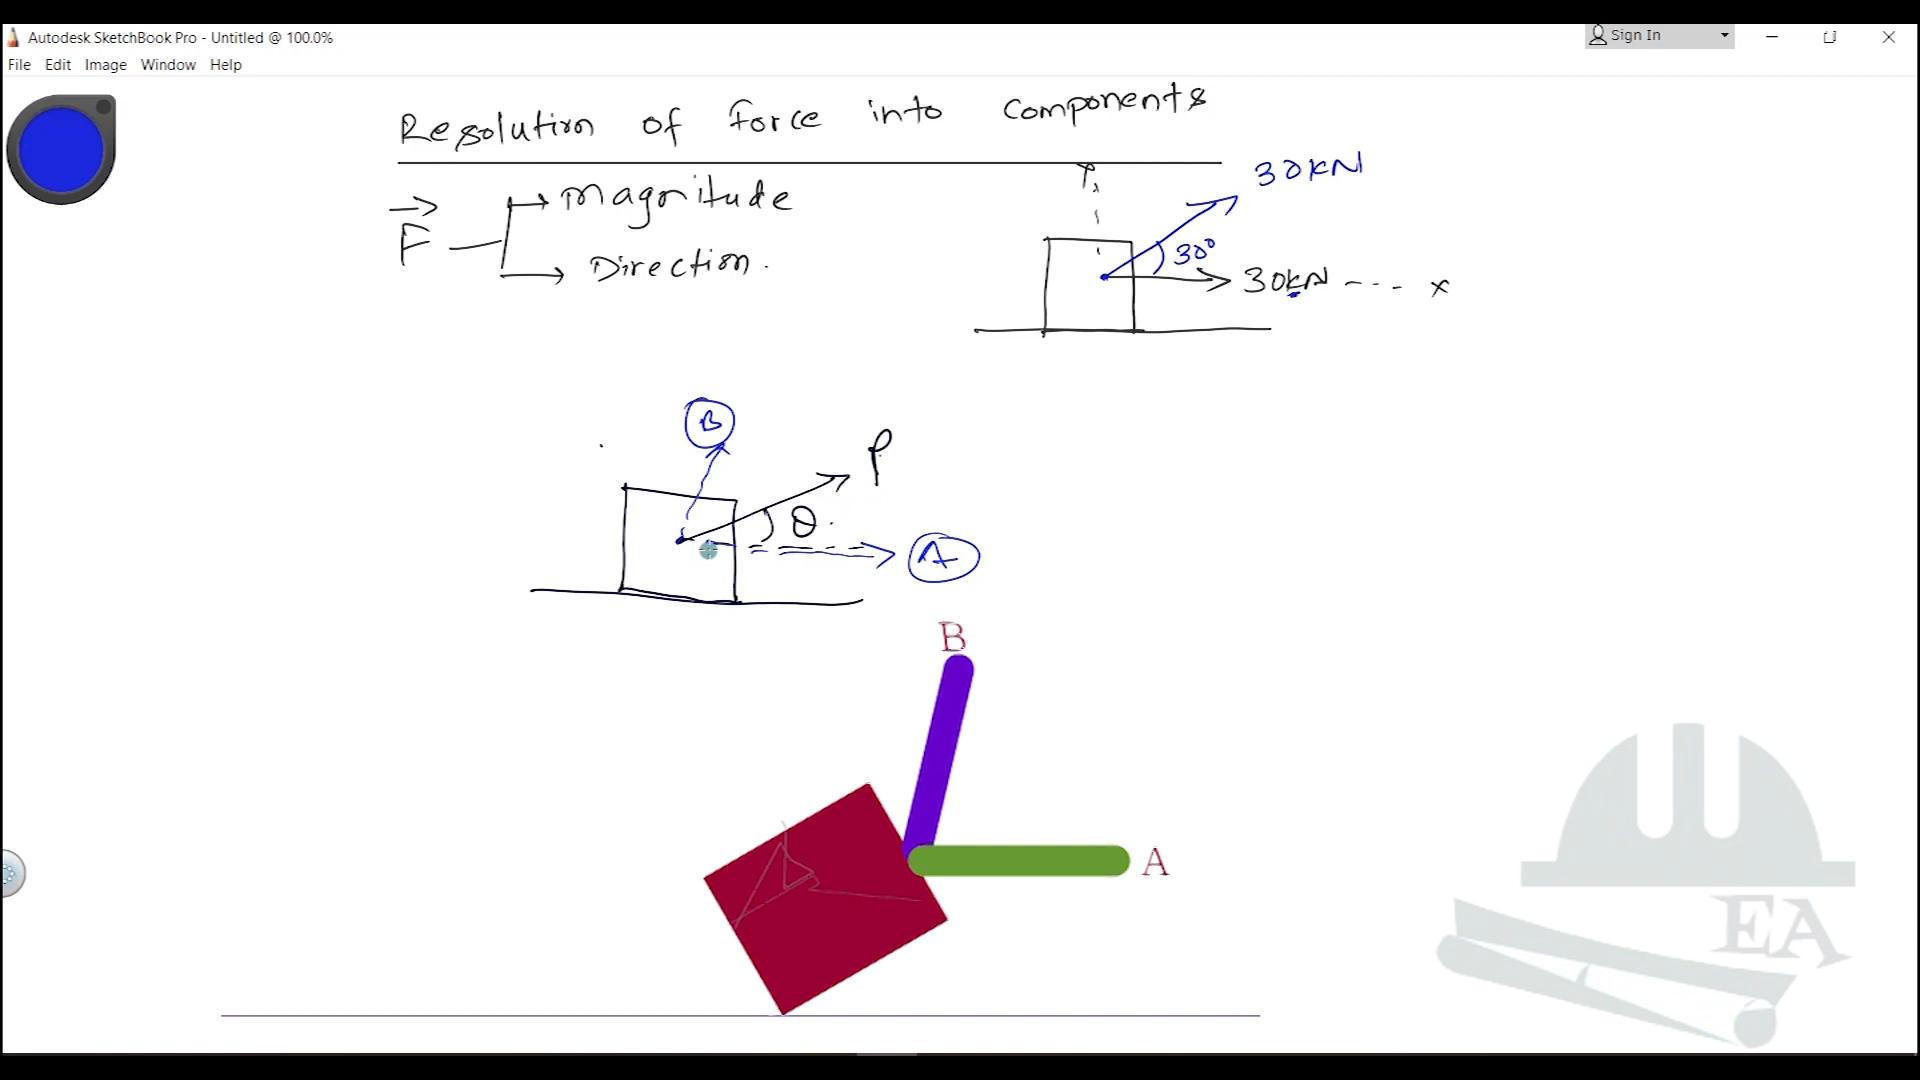 Autodesk SketchBook Pro - Untitled @ 100.0%
Sign In
File Edit Image Window Help
Resolution of force into components
F
Magnitude
Direction.
30KN
30°
30KN --- x
B
P
θ
A
B
A
EA